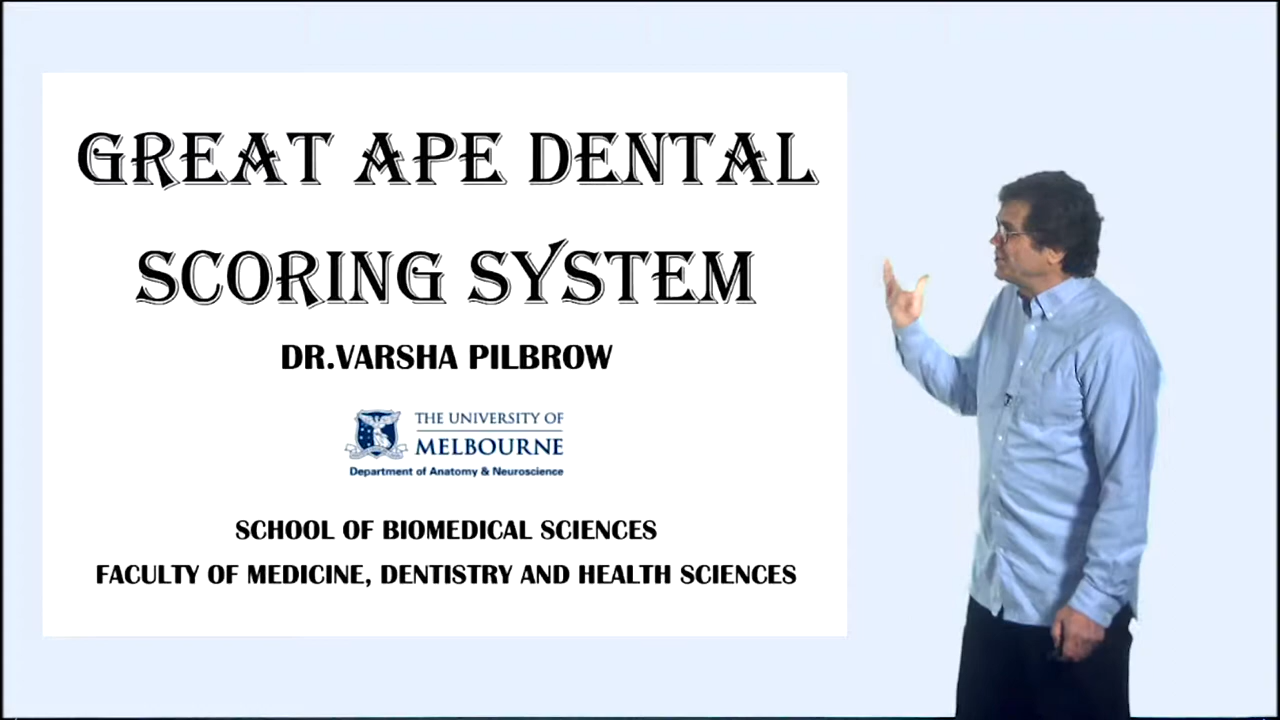 GREAT APE DENTAL
SCORING SYSTEM
DR.VARSHA PILBROW
THE UNIVERSITY OF
MELBOURNE
Department of Anatomy & Neuroscience
SCHOOL OF BIOMEDICAL SCIENCES
FACULTY OF MEDICINE, DENTISTRY AND HEALTH SCIENCES